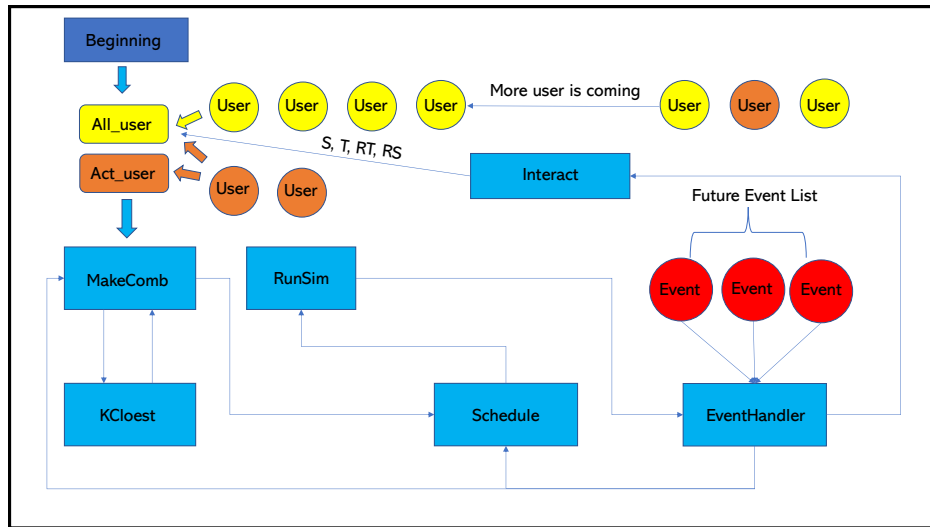 Beginning
All_user
User
User
User
User
More user is coming
User
User
User
S, T, RT, RS
Act_user
User
User
Interact
Future Event List
MakeComb
RunSim
Event
Event
Event
KCloest
Schedule
EventHandler